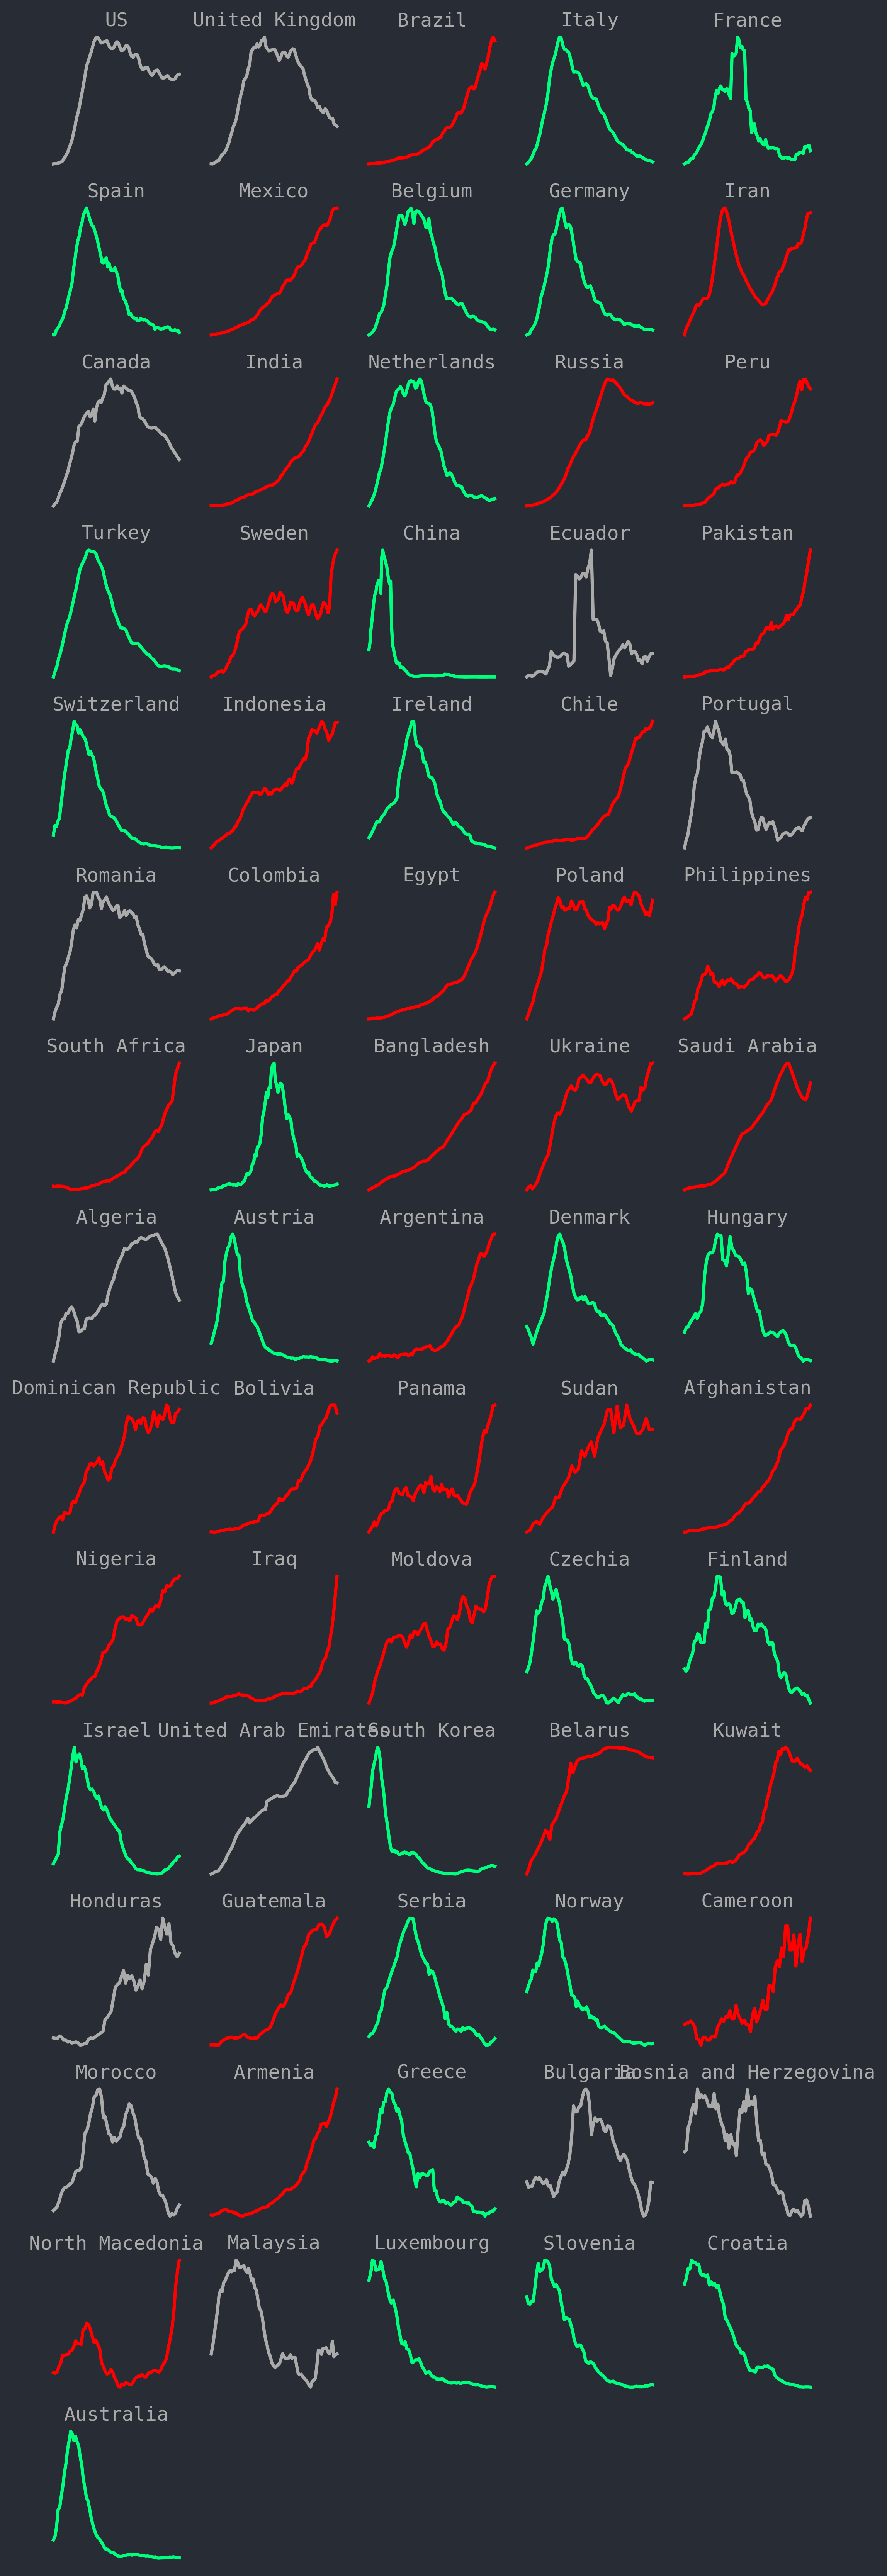 US United Kingdom Brazil Italy France
Spain Mexico Belgium Germany Iran
Canada India Netherlands Russia Peru
Turkey Sweden China Ecuador Pakistan
Switzerland Indonesia Ireland Chile Portugal
Romania Colombia Egypt Poland Philippines
South Africa Japan Bangladesh Ukraine Saudi Arabia
Algeria Austria Argentina Denmark Hungary
Dominican Republic Bolivia Panama Sudan Afghanistan
Nigeria Iraq Moldova Czechia Finland
Israel United Arab Emirates South Korea Belarus Kuwait
Honduras Guatemala Serbia Norway Cameroon
Morocco Armenia Greece Bulgaria Bosnia and Herzegovina
North Macedonia Malaysia Luxembourg Slovenia Croatia
Australia